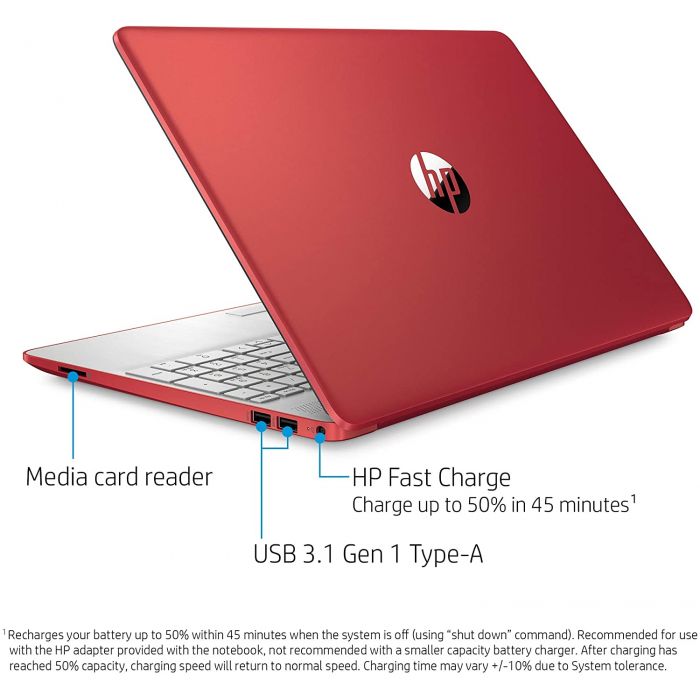 hp
Media card reader
HP Fast Charge
Charge up to 50% in 45 minutes¹
USB 3.1 Gen 1 Type-A
¹ Recharges your battery up to 50% within 45 minutes when the system is off (using “shut down” command). Recommended for use
with the HP adapter provided with the notebook, not recommended with a smaller capacity battery charger. After charging has
reached 50% capacity, charging speed will return to normal speed. Charging time may vary +/-10% due to System tolerance.